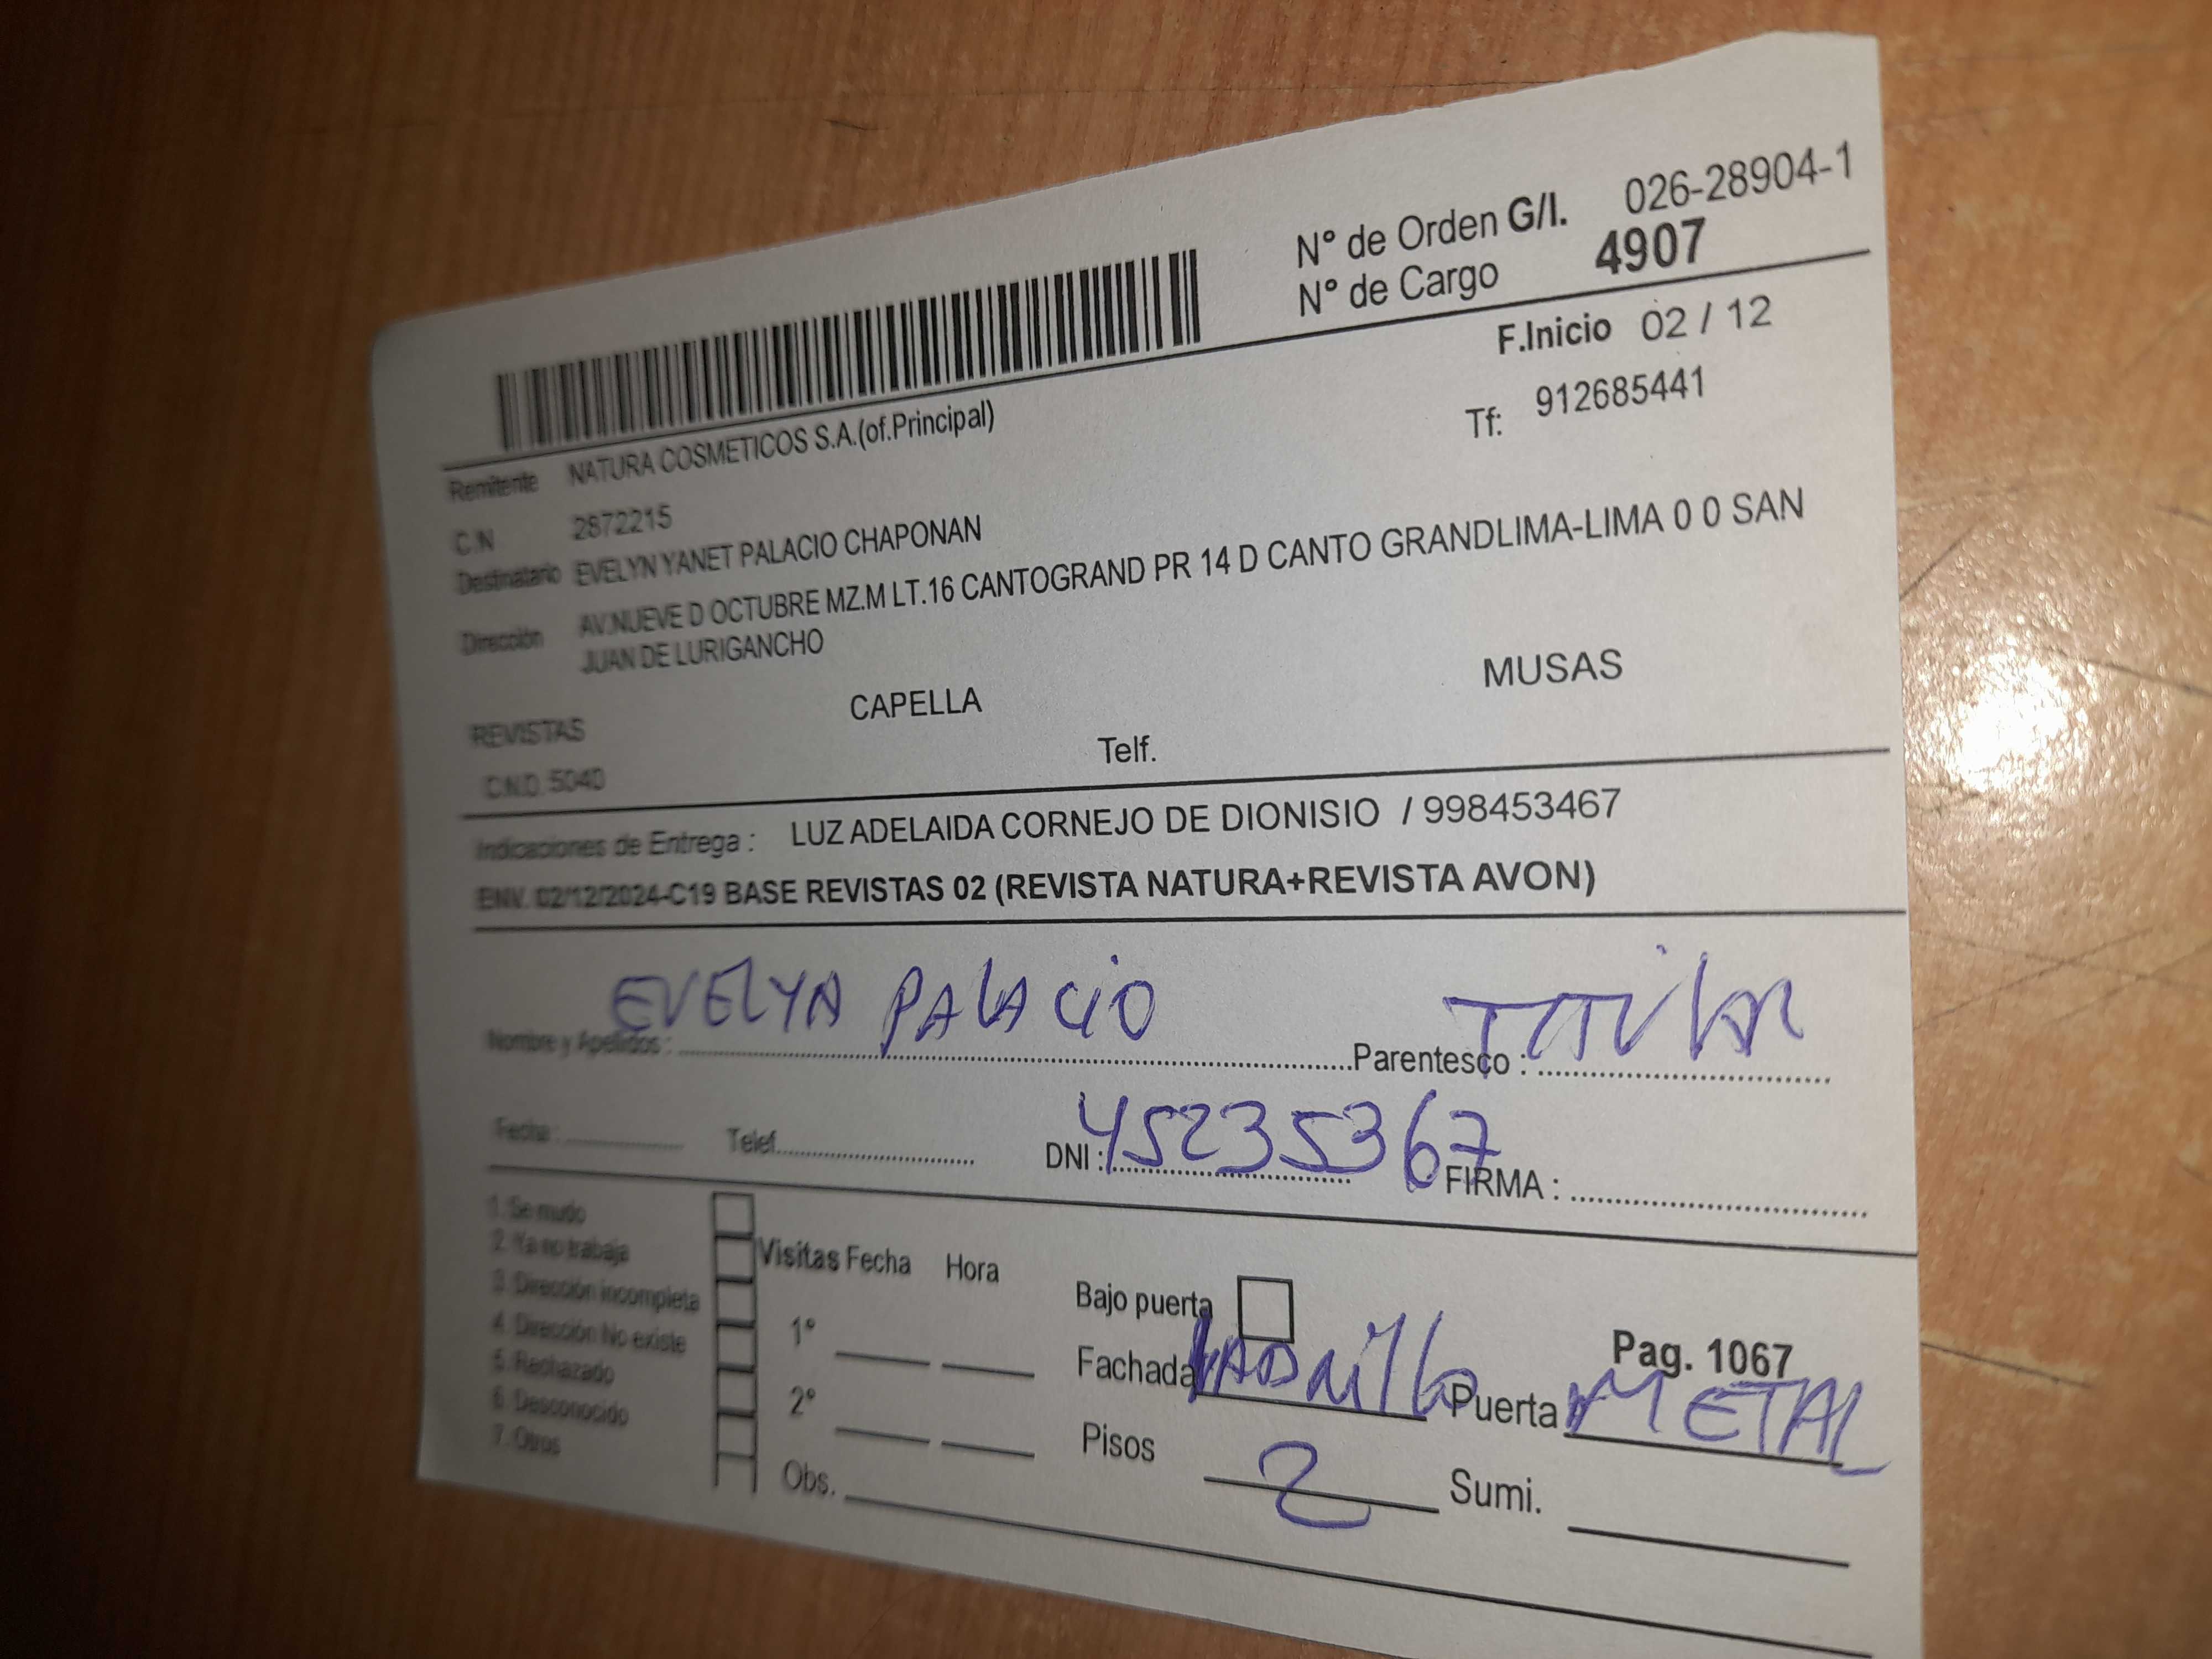 N° de Orden G/I. 026-28904-1
N° de Cargo 4907
F.Inicio 02 / 12
Remitente NATURA COSMETICOS S.A.(of.Principal)
Tf: 912685441
C.N 2872215
Destinatario EVELYN YANET PALACIO CHAPONAN
Dirección AV.NUEVE D OCTUBRE MZ.M LT.16 CANTOGRAND PR 14 D CANTO GRANDLIMA-LIMA 0 0 SAN
JUAN DE LURIGANCHO
REVISTAS CAPELLA MUSAS
C.N.D. 5040 Telf.
Indicaciones de Entrega : LUZ ADELAIDA CORNEJO DE DIONISIO / 998453467
ENV. 02/12/2024-C19 BASE REVISTAS 02 (REVISTA NATURA+REVISTA AVON)
Nombre y Apellidos : EVELYN PALACIO Parentesco : TITULAR
Fecha : Telef. DNI : 45235367 FIRMA :
1. Se mudo
2. Ya no trabaja
3. Dirección incompleta
4. Dirección No existe
5. Rechazado
6. Desconocido
7. Otros
Visitas Fecha Hora
1°
2°
Obs.
Bajo puerta
Pag. 1067
Fachada LADRILLO Puerta METAL
Pisos 2 Sumi.